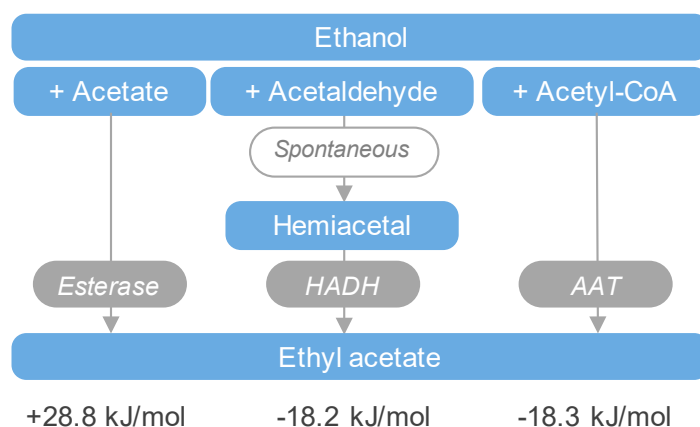 Ethanol
+ Acetate
+ Acetaldehyde
+ Acetyl-CoA
Spontaneous
Hemiacetal
Esterase
HADH
AAT
Ethyl acetate
+28.8 kJ/mol
-18.2 kJ/mol
-18.3 kJ/mol